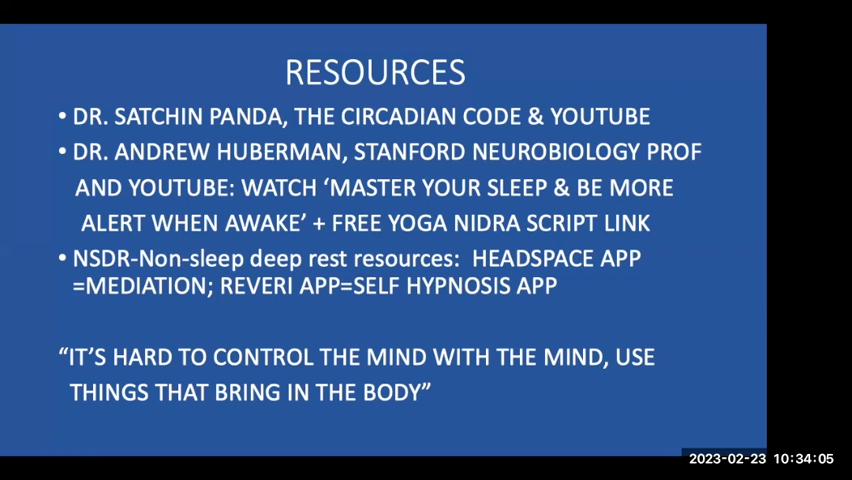 RESOURCES
• DR. SATCHIN PANDA, THE CIRCADIAN CODE & YOUTUBE
• DR. ANDREW HUBERMAN, STANFORD NEUROBIOLOGY PROF
AND YOUTUBE: WATCH ‘MASTER YOUR SLEEP & BE MORE
ALERT WHEN AWAKE’ + FREE YOGA NIDRA SCRIPT LINK
• NSDR-Non-sleep deep rest resources: HEADSPACE APP
=MEDIATION; REVERI APP=SELF HYPNOSIS APP
“IT’S HARD TO CONTROL THE MIND WITH THE MIND, USE
THINGS THAT BRING IN THE BODY”
2023-02-23 10:34:05